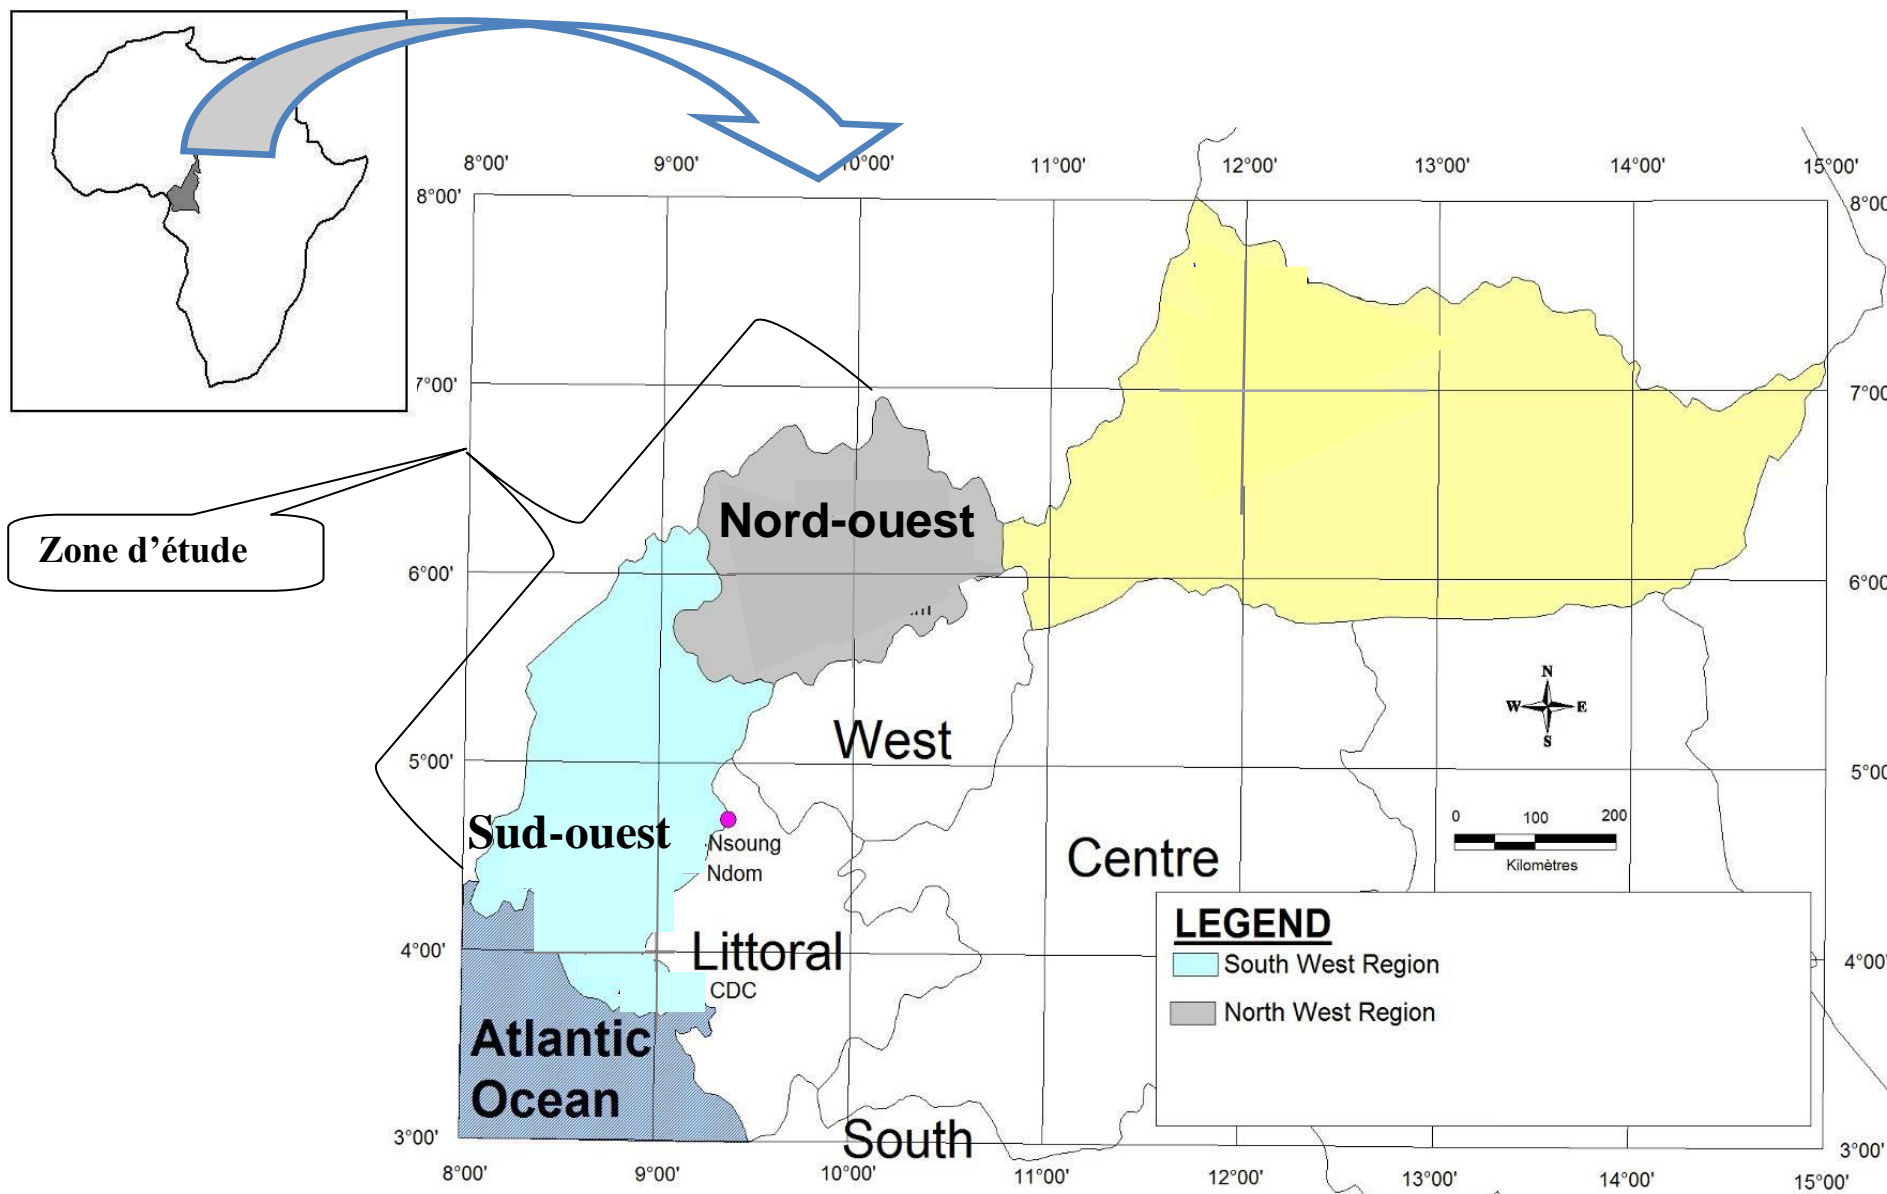 8°00'
9°00'
10°00'
11°00'
12°00'
13°00'
14°00'
15°00'
8°00'
8°00
7°00'
7°00
Nord-ouest
Zone d'étude
6°00'
6°00
N
W
E
S
West
5°00'
5°00
0
100
200
Kilomètres
Sud-ouest
Nsoung
Ndom
Centre
LEGEND
South West Region
North West Region
4°00'
4°00'
Littoral
CDC
Atlantic
Ocean
3°00'
3°00'
South
8°00'
9°00'
10°00'
11°00'
12°00'
13°00'
14°00'
15°00'